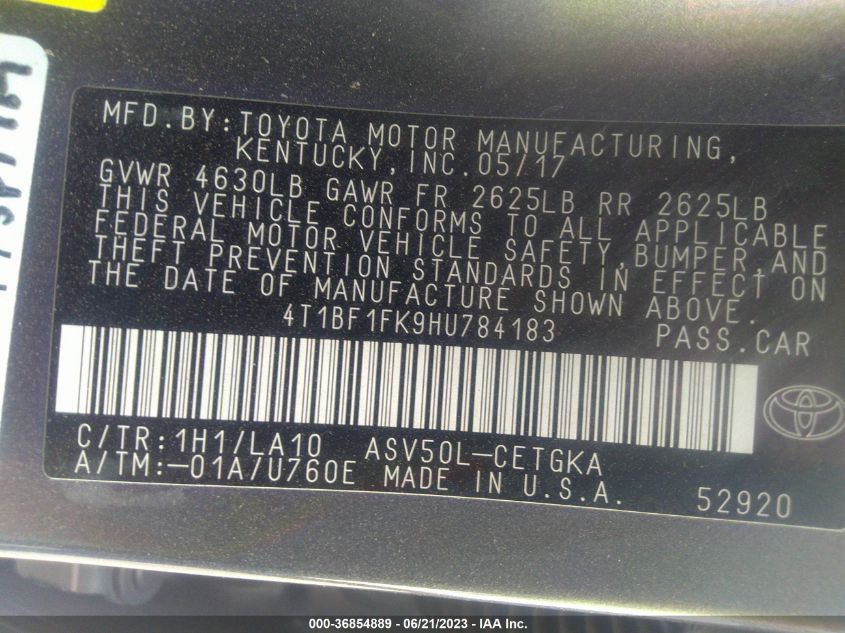 MFD.BY:TOYOTA MOTOR MANUFACTURING,
KENTUCKY,INC.05/17
GVWR 4630LB GAWR FR 2625LB RR 2625LB
THIS VEHICLE CONFORMS TO ALL APPLICABLE
FEDERAL MOTOR VEHICLE SAFETY,BUMPER,AND
THEFT PREVENTION STANDARDS IN EFFECT ON
THE DATE OF MANUFACTURE SHOWN ABOVE.
4T1BF1FK9HU784183 PASS.CAR
C/TR:1H1/LA10 ASV50L-CETGKA
A/TM:-01A/U760E MADE IN U.S.A. 52920
000-36854889 / 06/21/2023 - © IAA, Inc.